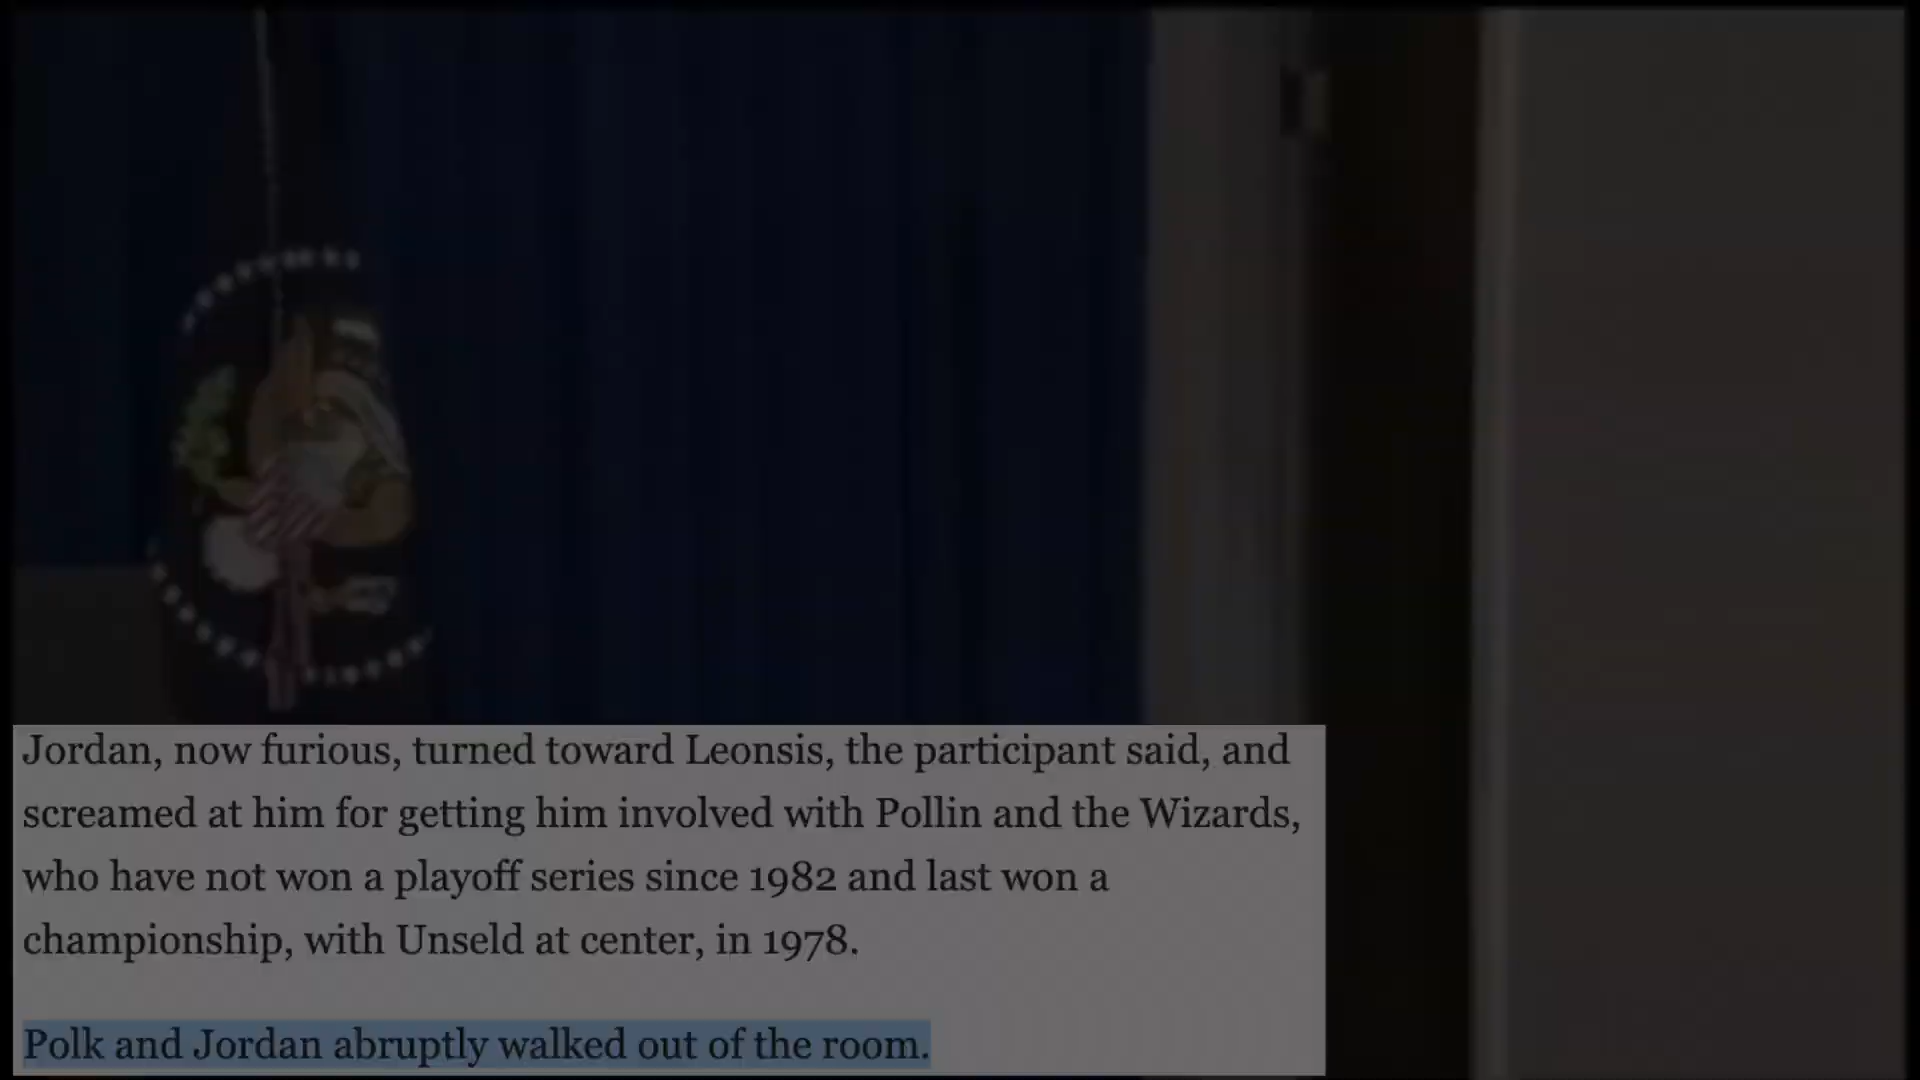 Jordan, now furious, turned toward Leonsis, the participant said, and
screamed at him for getting him involved with Pollin and the Wizards,
who have not won a playoff series since 1982 and last won a
championship, with Unseld at center, in 1978.
Polk and Jordan abruptly walked out of the room.